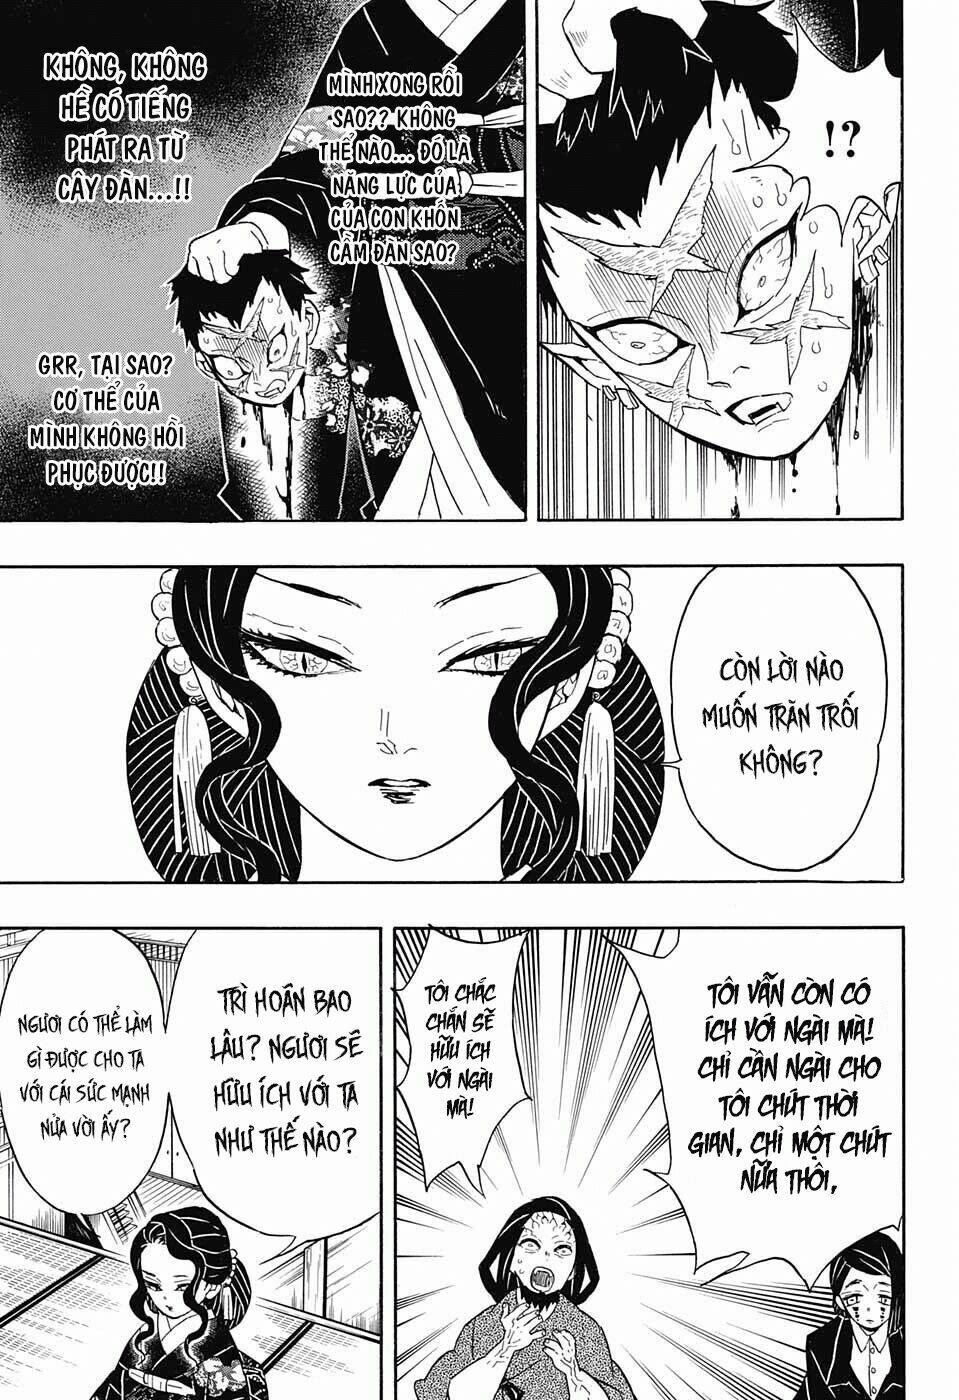 !?
MÌNH XONG RỒI
SAO?? KHÔNG
THỂ NÀO... ĐÓ LÀ
NĂNG LỰC CỦA
CỦA CON KHỐN
CẦM ĐÀN SAO?
KHÔNG, KHÔNG
HỀ CÓ TIẾNG
PHÁT RA TỪ
CÂY ĐÀN...!!
GRR, TẠI SAO?
CƠ THỂ CỦA
MÌNH KHÔNG HỒI
PHỤC ĐƯỢC!!
CÒN LỜI NÀO
MUỐN TRĂN TRỐI
KHÔNG?
TÔI VẪN CÒN CÓ
ÍCH VỚI NGÀI MÀ!
CHỈ CẦN NGÀI CHO
TÔI CHÚT THỜI
GIAN, CHỈ MỘT CHÚT
NỮA THÔI,
TÔI CHẮC
CHẮN SẼ
HỮU ÍCH
VỚI NGÀI
MÀ!
TRÌ HOÃN BAO
LÂU? NGƯƠI SẼ
HỮU ÍCH VỚI TA
NHƯ THẾ NÀO?
NGƯƠI CÓ THỂ LÀM
GÌ ĐƯỢC CHO TA
VỚI CÁI SỨC MẠNH
NỬA VỜI ẤY?